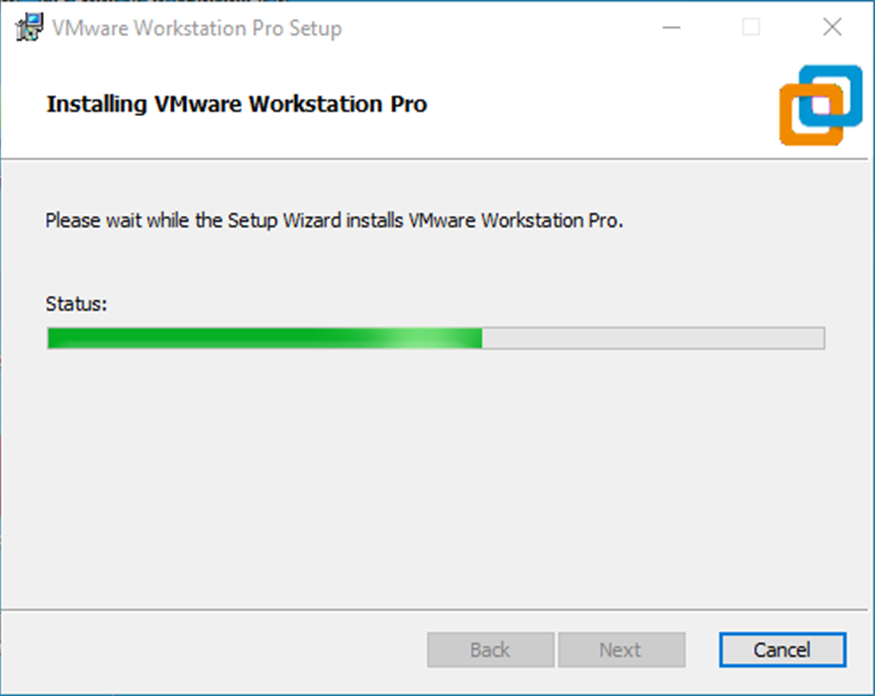 VMware Workstation Pro Setup
Installing VMware Workstation Pro
Please wait while the Setup Wizard installs VMware Workstation Pro.
Status:
Back Next Cancel